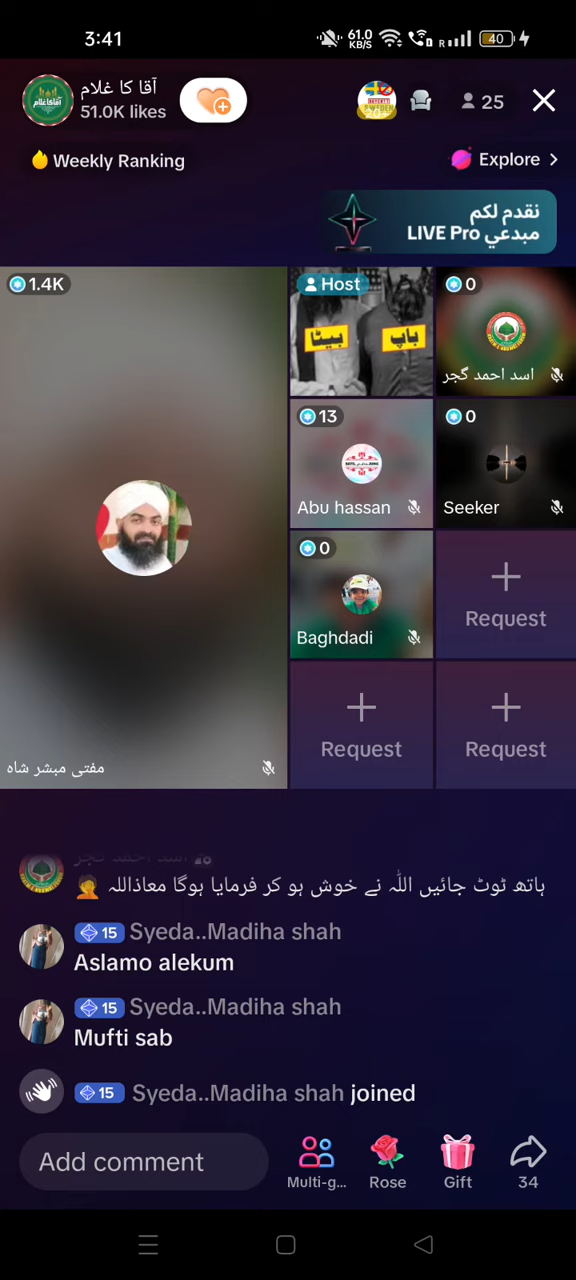 3:41
61.0
KB/S
R
40
آقا کا غلام
51.0K likes
25
Weekly Ranking
Explore
نقدم لكم
مبدعي LIVE Pro
1.4K
مفتی مبشر شاہ
Host
بیٹا
باپ
0
اسد احمد گجر
13
Abu hassan
0
Seeker
0
Baghdadi
Request
Request
Request
اسد احمد گجر
ہاتھ ٹوٹ جائیں اللہ نے خوش ہو کر فرمایا ہوگا معاذاللہ 🤦
15 Syeda..Madiha shah
Aslamo alekum
15 Syeda..Madiha shah
Mufti sab
15 Syeda..Madiha shah joined
Add comment
Multi-g...
Rose
Gift
34